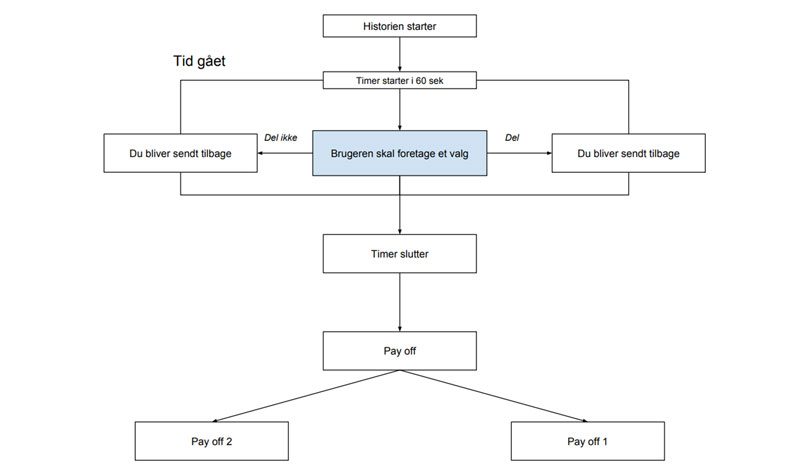 Historien starter
Tid gået
Timer starter i 60 sek
Del ikke
Del
Du bliver sendt tilbage
Brugeren skal foretage et valg
Du bliver sendt tilbage
Timer slutter
Pay off
Pay off 2
Pay off 1